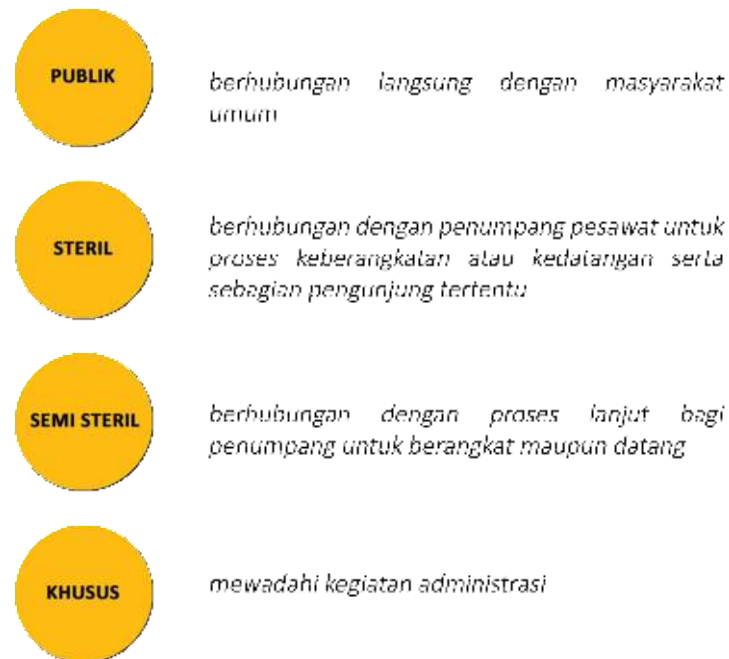 PUBLIK
berhubungan langsung dengan masyarakat
umum
STERIL
berhubungan dengan penumpang pesawat untuk
proses keberangkatan atau kedatangan serta
sebagian pengunjung tertentu
SEMI STERIL
berhubungan dengan proses lanjut bagi
penumpang untuk berangkat maupun datang
KHUSUS
mewadahi kegiatan administrasi